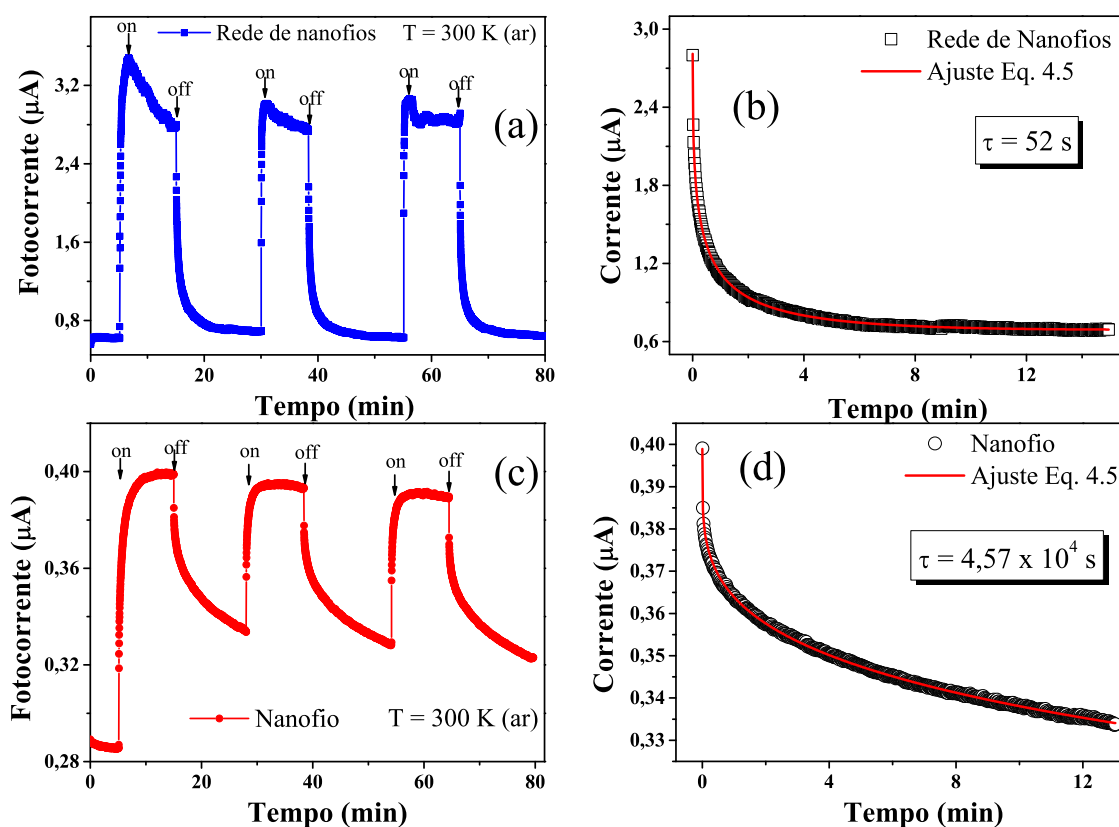 (a)
on
off
on
off
on
off
Rede de nanofios T = 300 K (ar)
Fotocorrente (μA)
3,2
2,4
1,6
0,8
0
20
40
60
80
Tempo (min)
(b)
Rede de Nanofios
Ajuste Eq. 4.5
τ = 52 s
Corrente (μA)
3,0
2,4
1,8
1,2
0,6
0
4
8
12
Tempo (min)
(c)
on
off
on
off
on
off
Nanofio T = 300 K (ar)
Fotocorrente (μA)
0,40
0,36
0,32
0,28
0
20
40
60
80
Tempo (min)
(d)
Nanofio
Ajuste Eq. 4.5
τ = 4,57 x 10⁴ s
Corrente (μA)
0,40
0,39
0,38
0,36
0,35
0,34
0,33
0
4
8
12
Tempo (min)